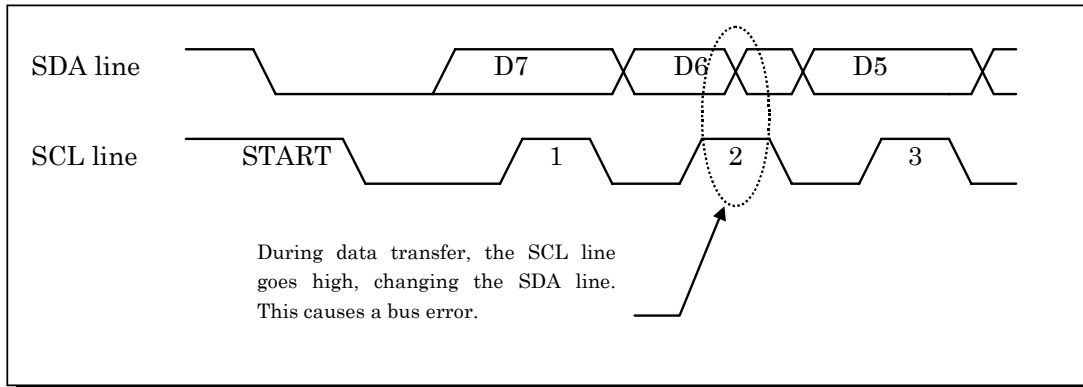 SDA line D7 D6 D5
SCL line START 1 2 3
During data transfer, the SCL line
goes high, changing the SDA line.
This causes a bus error.